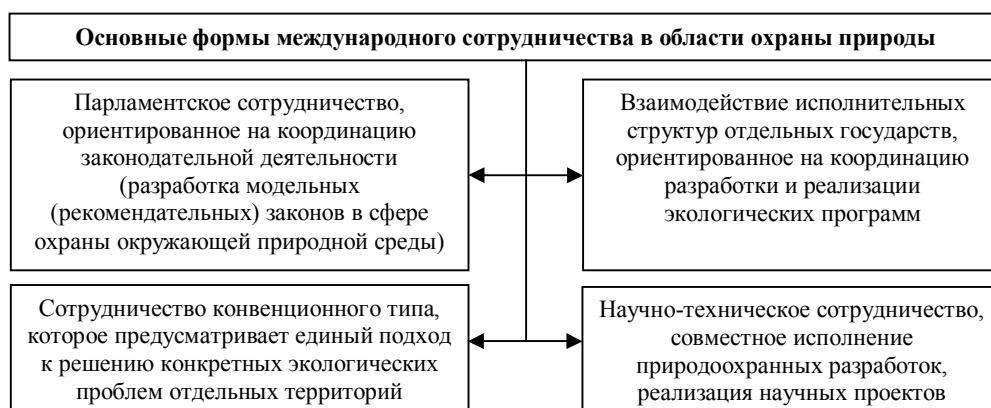 Основные формы международного сотрудничества в области охраны природы
Парламентское сотрудничество,
ориентированное на координацию
законодательной деятельности
(разработка модельных
(рекомендательных) законов в сфере
охраны окружающей природной среды)
Взаимодействие исполнительных
структур отдельных государств,
ориентированное на координацию
разработки и реализации
экологических программ
Сотрудничество конвенционного типа,
которое предусматривает единый подход
к решению конкретных экологических
проблем отдельных территорий
Научно-техническое сотрудничество,
совместное исполнение
природоохранных разработок,
реализация научных проектов